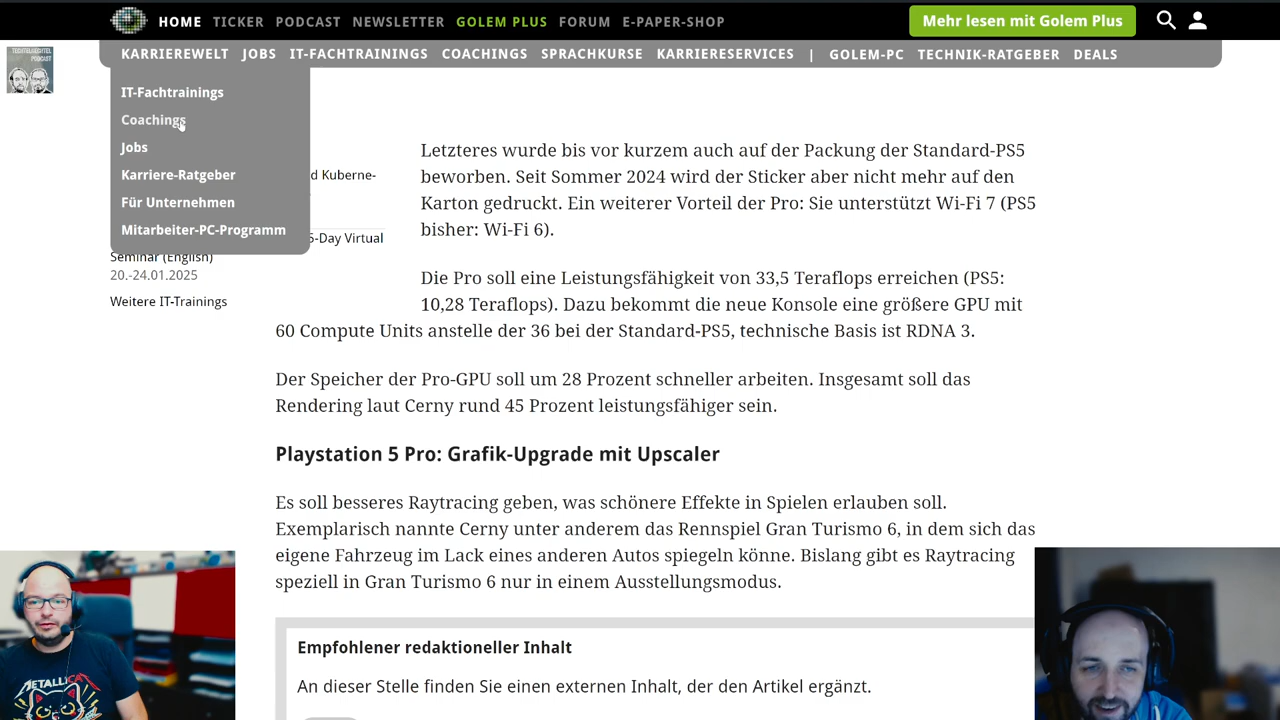 HOME TICKER PODCAST NEWSLETTER GOLEM PLUS FORUM E-PAPER-SHOP Mehr lesen mit Golem Plus
KARRIEREWELT JOBS IT-FACHTRAININGS COACHINGS SPRACHKURSE KARRIERESERVICES | GOLEM-PC TECHNIK-RATGEBER DEALS
TECHTELMECHTEL
PODCAST
IT-Fachtrainings
Coachings
Jobs
Karriere-Ratgeber
Für Unternehmen
Mitarbeiter-PC-Programm
d Kuberne-
5-Day Virtual
Seminar (English)
20.-24.01.2025
Weitere IT-Trainings
Letzteres wurde bis vor kurzem auch auf der Packung der Standard-PS5
beworben. Seit Sommer 2024 wird der Sticker aber nicht mehr auf den
Karton gedruckt. Ein weiterer Vorteil der Pro: Sie unterstützt Wi-Fi 7 (PS5
bisher: Wi-Fi 6).
Die Pro soll eine Leistungsfähigkeit von 33,5 Teraflops erreichen (PS5:
10,28 Teraflops). Dazu bekommt die neue Konsole eine größere GPU mit
60 Compute Units anstelle der 36 bei der Standard-PS5, technische Basis ist RDNA 3.
Der Speicher der Pro-GPU soll um 28 Prozent schneller arbeiten. Insgesamt soll das
Rendering laut Cerny rund 45 Prozent leistungsfähiger sein.
Playstation 5 Pro: Grafik-Upgrade mit Upscaler
Es soll besseres Raytracing geben, was schönere Effekte in Spielen erlauben soll.
Exemplarisch nannte Cerny unter anderem das Rennspiel Gran Turismo 6, in dem sich das
eigene Fahrzeug im Lack eines anderen Autos spiegeln könne. Bislang gibt es Raytracing
speziell in Gran Turismo 6 nur in einem Ausstellungsmodus.
Empfohlener redaktioneller Inhalt
An dieser Stelle finden Sie einen externen Inhalt, der den Artikel ergänzt.
METALLICA